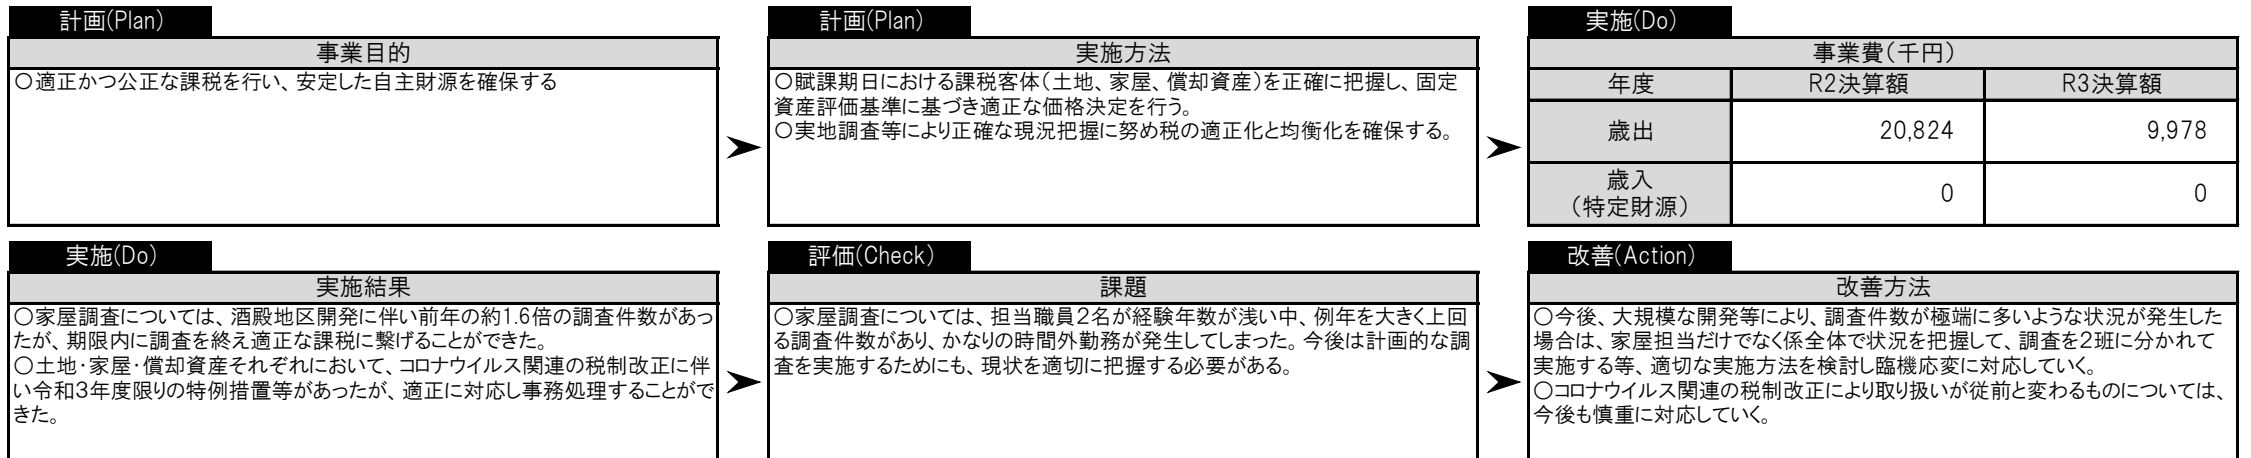 計画(Plan)
事業目的
〇適正かつ公正な課税を行い、安定した自主財源を確保する
計画(Plan)
実施方法
〇賦課期日における課税客体（土地、家屋、償却資産）を正確に把握し、固定
資産評価基準に基づき適正な価格決定を行う。
〇実地調査等により正確な現況把握に努め税の適正化と均衡化を確保する。
実施(Do)
事業費（千円）
年度 R2決算額 R3決算額
歳出 20,824 9,978
歳入
（特定財源） 0 0
実施(Do)
実施結果
〇家屋調査については、酒殿地区開発に伴い前年の約1.6倍の調査件数があっ
たが、期限内に調査を終え適正な課税に繋げることができた。
〇土地・家屋・償却資産それぞれにおいて、コロナウイルス関連の税制改正に伴
い令和3年度限りの特例措置等があったが、適正に対応し事務処理することがで
きた。
評価(Check)
課題
〇家屋調査については、担当職員2名が経験年数が浅い中、例年を大きく上回
る調査件数があり、かなりの時間外勤務が発生してしまった。今後は計画的な調
査を実施するためにも、現状を適切に把握する必要がある。
改善(Action)
改善方法
〇今後、大規模な開発等により、調査件数が極端に多いような状況が発生した
場合は、家屋担当だけでなく係全体で状況を把握して、調査を2班に分かれて
実施する等、適切な実施方法を検討し臨機応変に対応していく。
〇コロナウイルス関連の税制改正により取り扱いが従前と変わるものについては、
今後も慎重に対応していく。